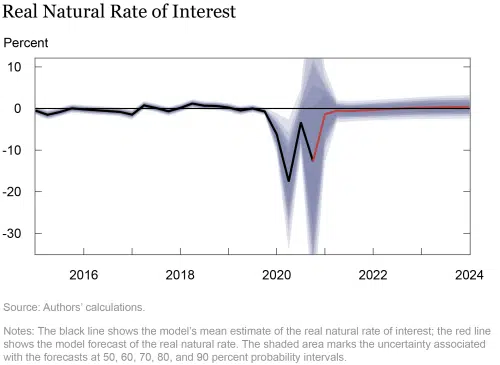 Real Natural Rate of Interest
Percent
10
0
-10
-20
-30
2016 2018 2020 2022 2024
Source: Authors' calculations.
Notes: The black line shows the model's mean estimate of the real natural rate of interest; the red line
shows the model forecast of the real natural rate. The shaded area marks the uncertainty associated
with the forecasts at 50, 60, 70, 80, and 90 percent probability intervals.